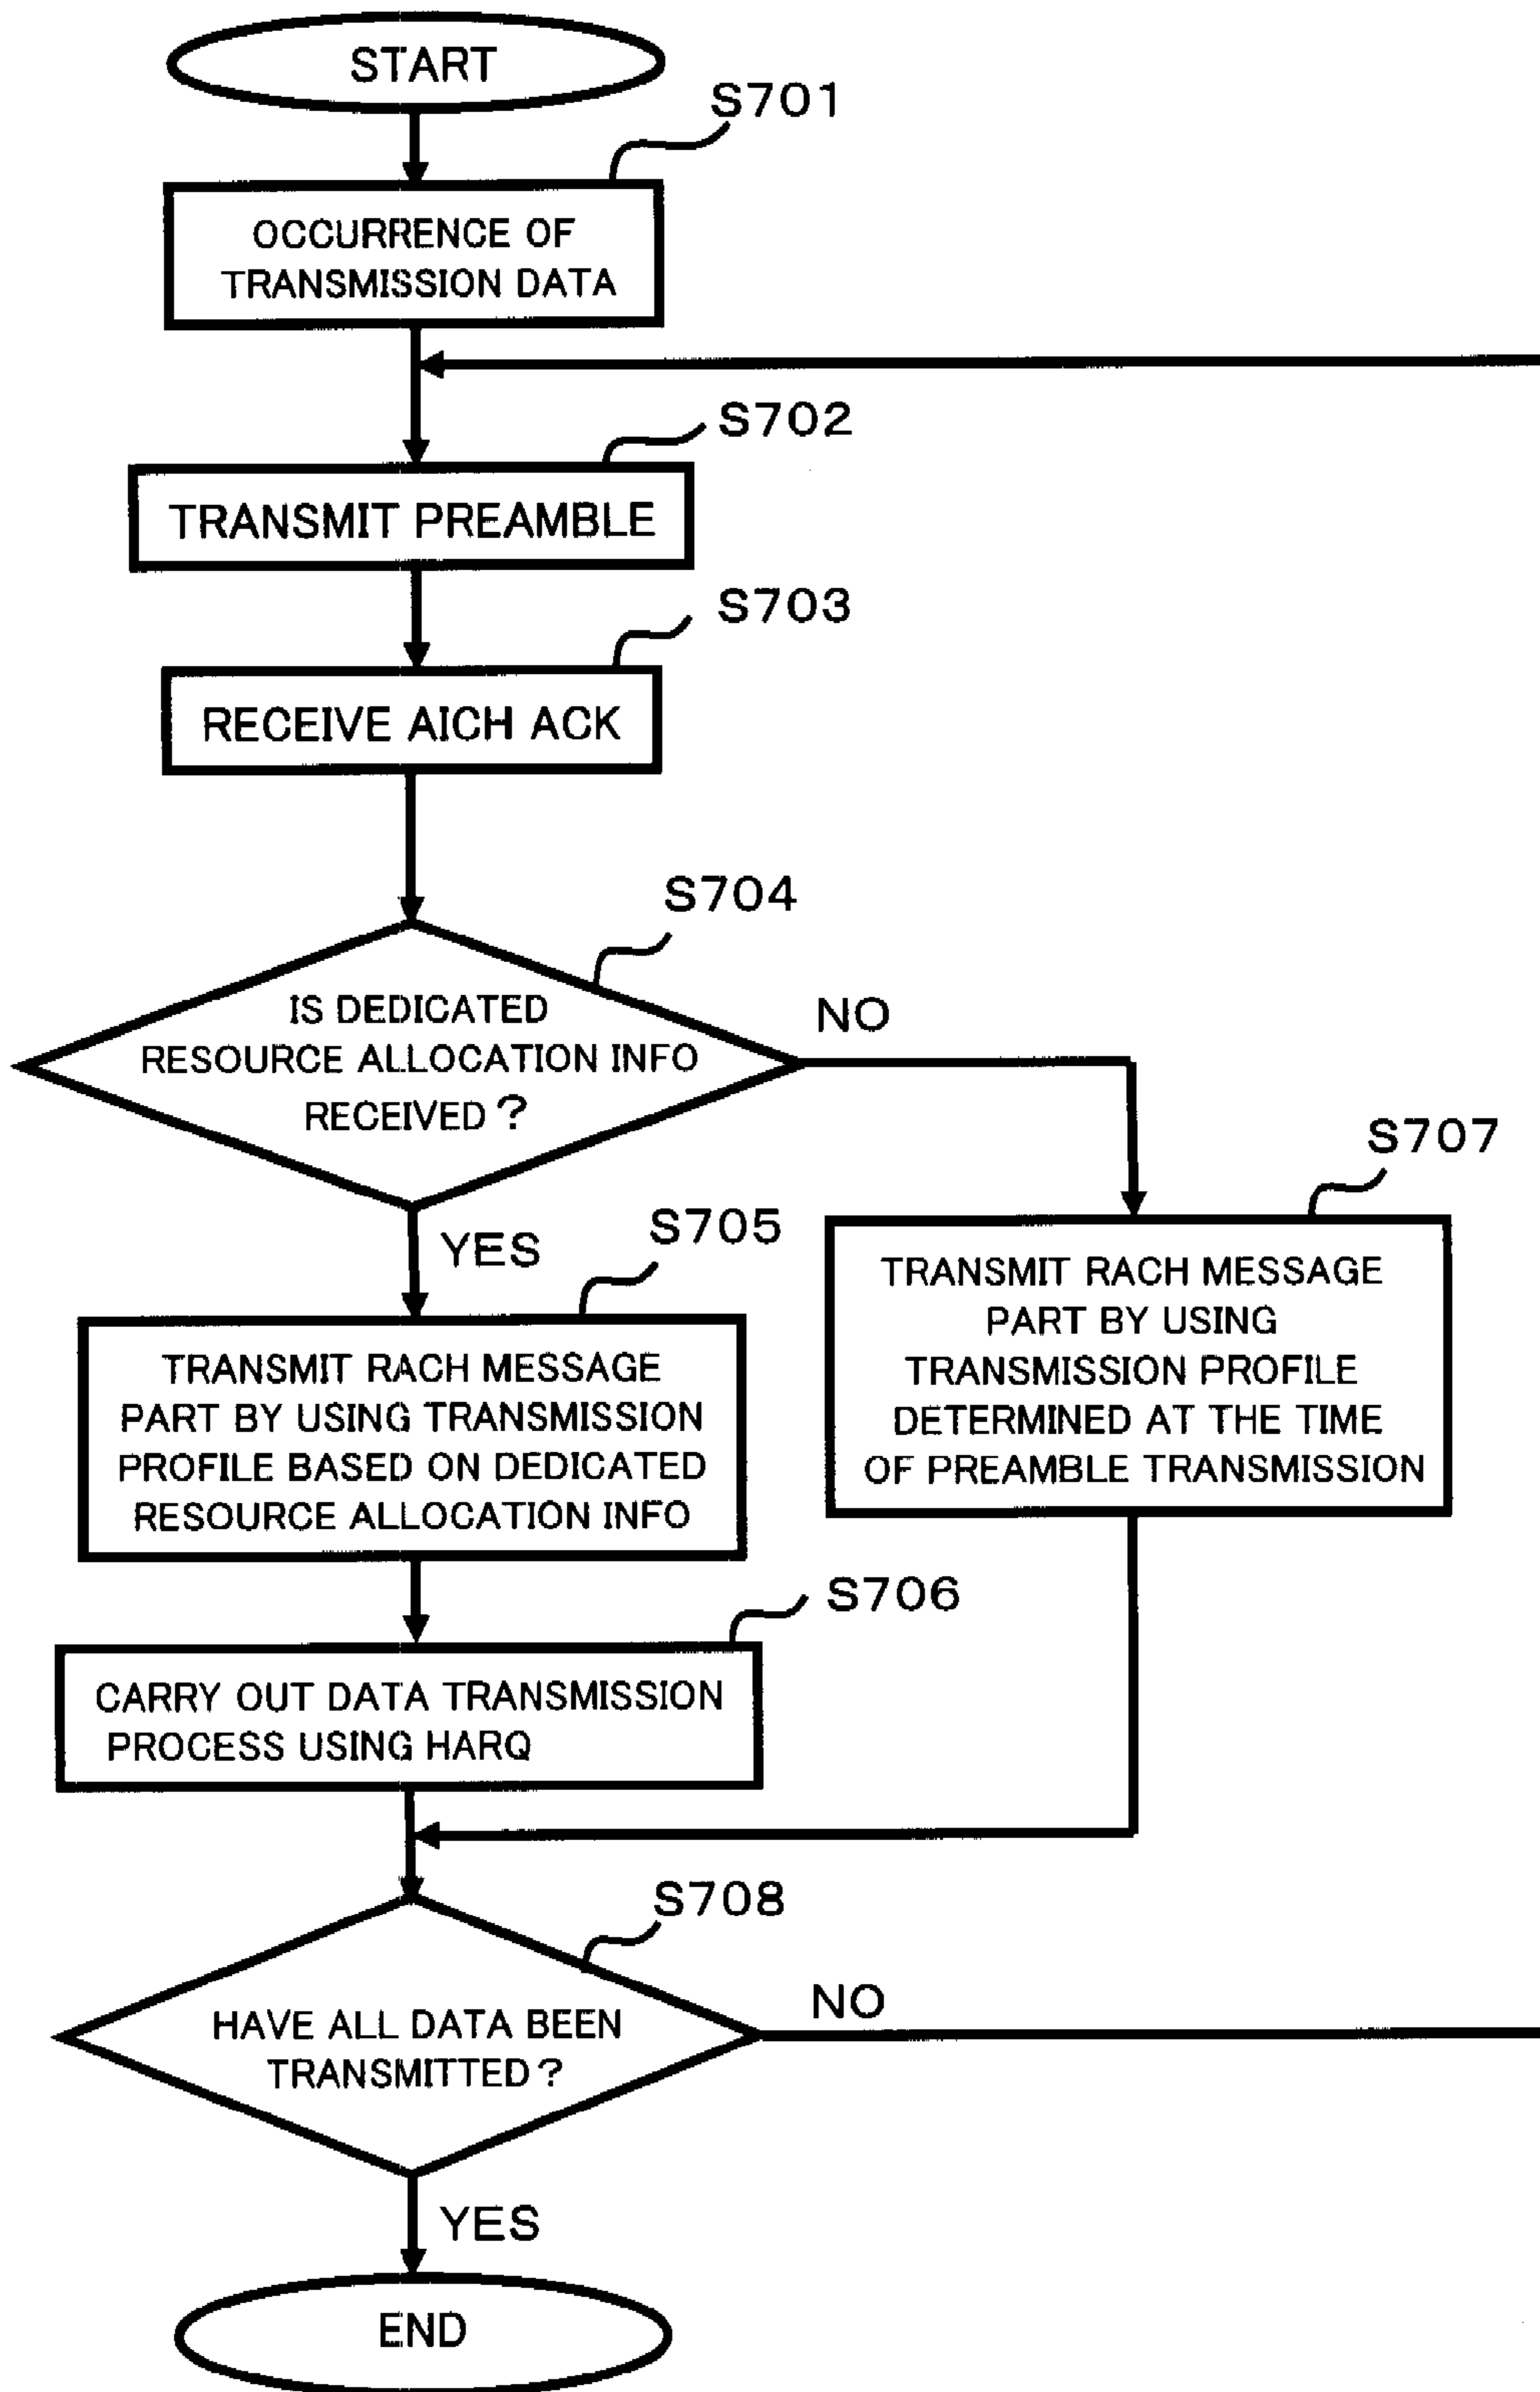 START
S701
OCCURRENCE OF
TRANSMISSION DATA
S702
TRANSMIT PREAMBLE
S703
RECEIVE AICH ACK
S704
IS DEDICATED
RESOURCE ALLOCATION INFO
RECEIVED?
NO
YES
S705
TRANSMIT RACH MESSAGE
PART BY USING TRANSMISSION
PROFILE BASED ON DEDICATED
RESOURCE ALLOCATION INFO
S707
TRANSMIT RACH MESSAGE
PART BY USING
TRANSMISSION PROFILE
DETERMINED AT THE TIME
OF PREAMBLE TRANSMISSION
S706
CARRY OUT DATA TRANSMISSION
PROCESS USING HARQ
S708
HAVE ALL DATA BEEN
TRANSMITTED?
NO
YES
END